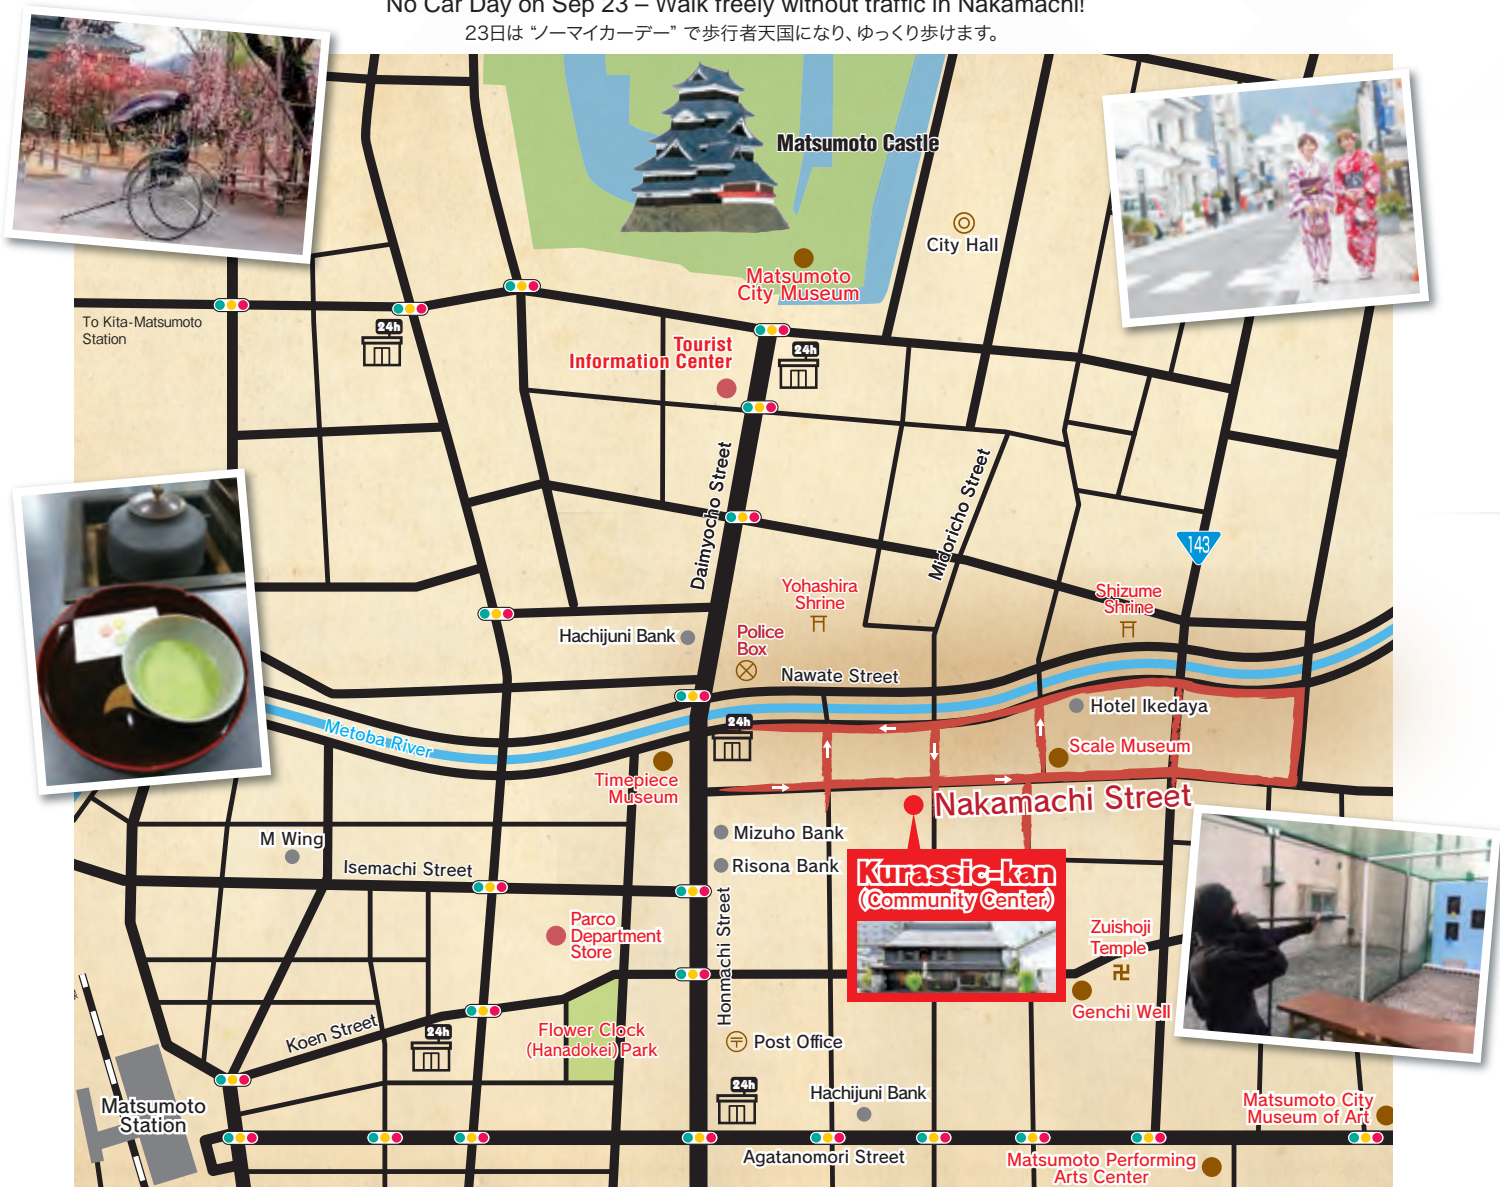 No Car Day on Sep 23 – Walk freely without traffic in Nakamachi!
23日は “ノーマイカーデー” で歩行者天国になり、ゆっくり歩けます。
Matsumoto Castle
City Hall
Matsumoto
City Museum
To Kita-Matsumoto
Station
24h
Tourist
Information Center
24h
Daimyocho Street
Midoricho Street
143
Yohashira
Shrine
Shizume
Shrine
Hachijuni Bank
Police
Box
Nawate Street
Metoba River
24h
Hotel Ikedaya
Scale Museum
Timepiece
Museum
Nakamachi Street
M Wing
Mizuho Bank
Isemachi Street
Risona Bank
Kurassic-kan
(Community Center)
Honmachi Street
Parco
Department
Store
Zuishoji
Temple
卍
Genchi Well
Koen Street
24h
Flower Clock
(Hanadokei) Park
〒
Post Office
24h
Hachijuni Bank
Matsumoto
Station
Matsumoto City
Museum of Art
Agatanomori Street
Matsumoto Performing
Arts Center